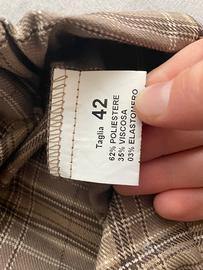 Taglia 42
62% POLIESTERE
35% VISCOSA
03% ELASTOMERO